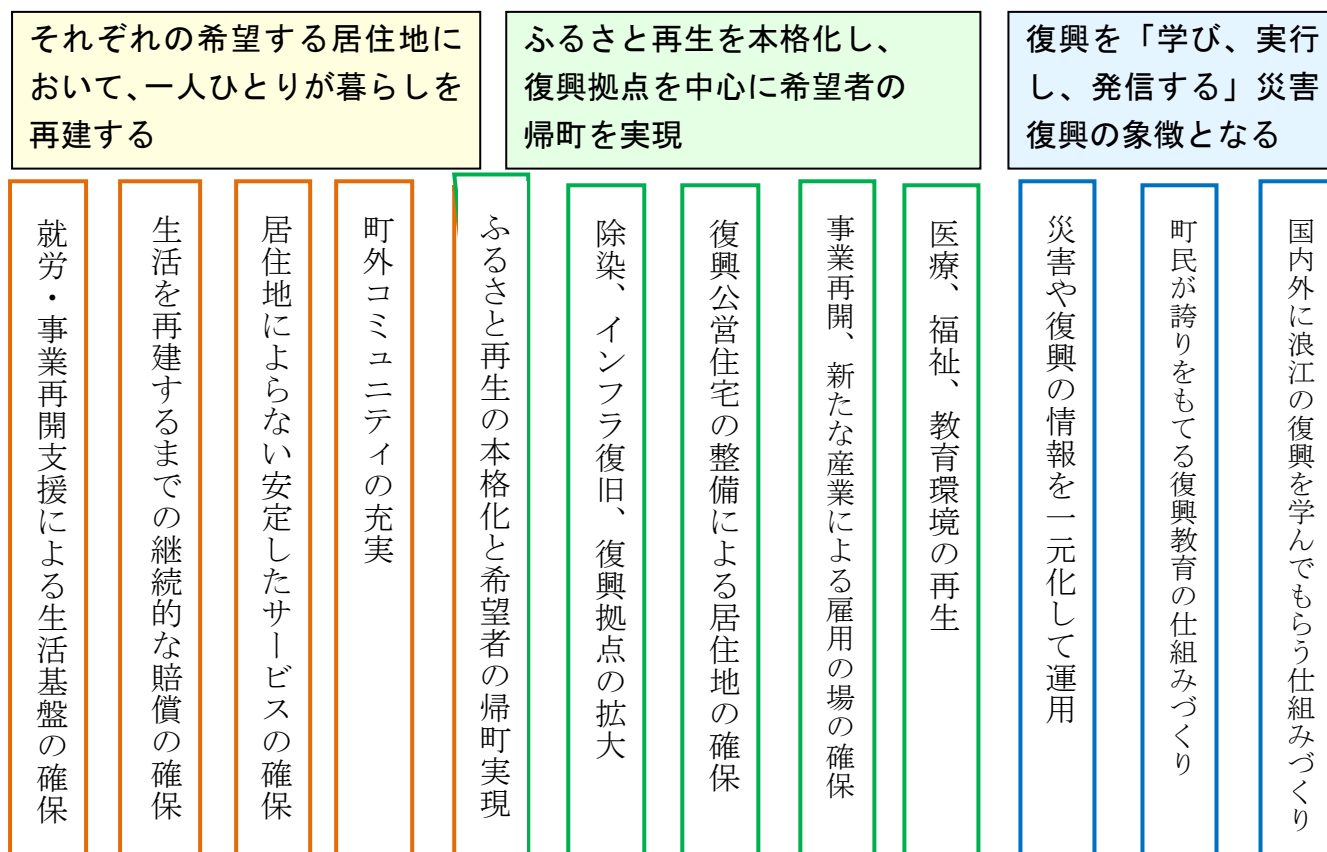 それぞれの希望する居住地に
おいて、一人ひとりが暮らしを
再建する
ふるさと再生を本格化し、
復興拠点を中心に希望者の
帰町を実現
復興を「学び、実行
し、発信する」災害
復興の象徴となる
就労・事業再開支援による生活基盤の確保
生活を再建するまでの継続的な賠償の確保
居住地によらない安定したサービスの確保
町外コミュニティの充実
ふるさと再生の本格化と希望者の帰町実現
除染、インフラ復旧、復興拠点の拡大
復興公営住宅の整備による居住地の確保
事業再開、新たな産業による雇用の場の確保
医療、福祉、教育環境の再生
災害や復興の情報を一元化して運用
町民が誇りをもてる復興教育の仕組みづくり
国内外に浪江の復興を学んでもらう仕組みづくり